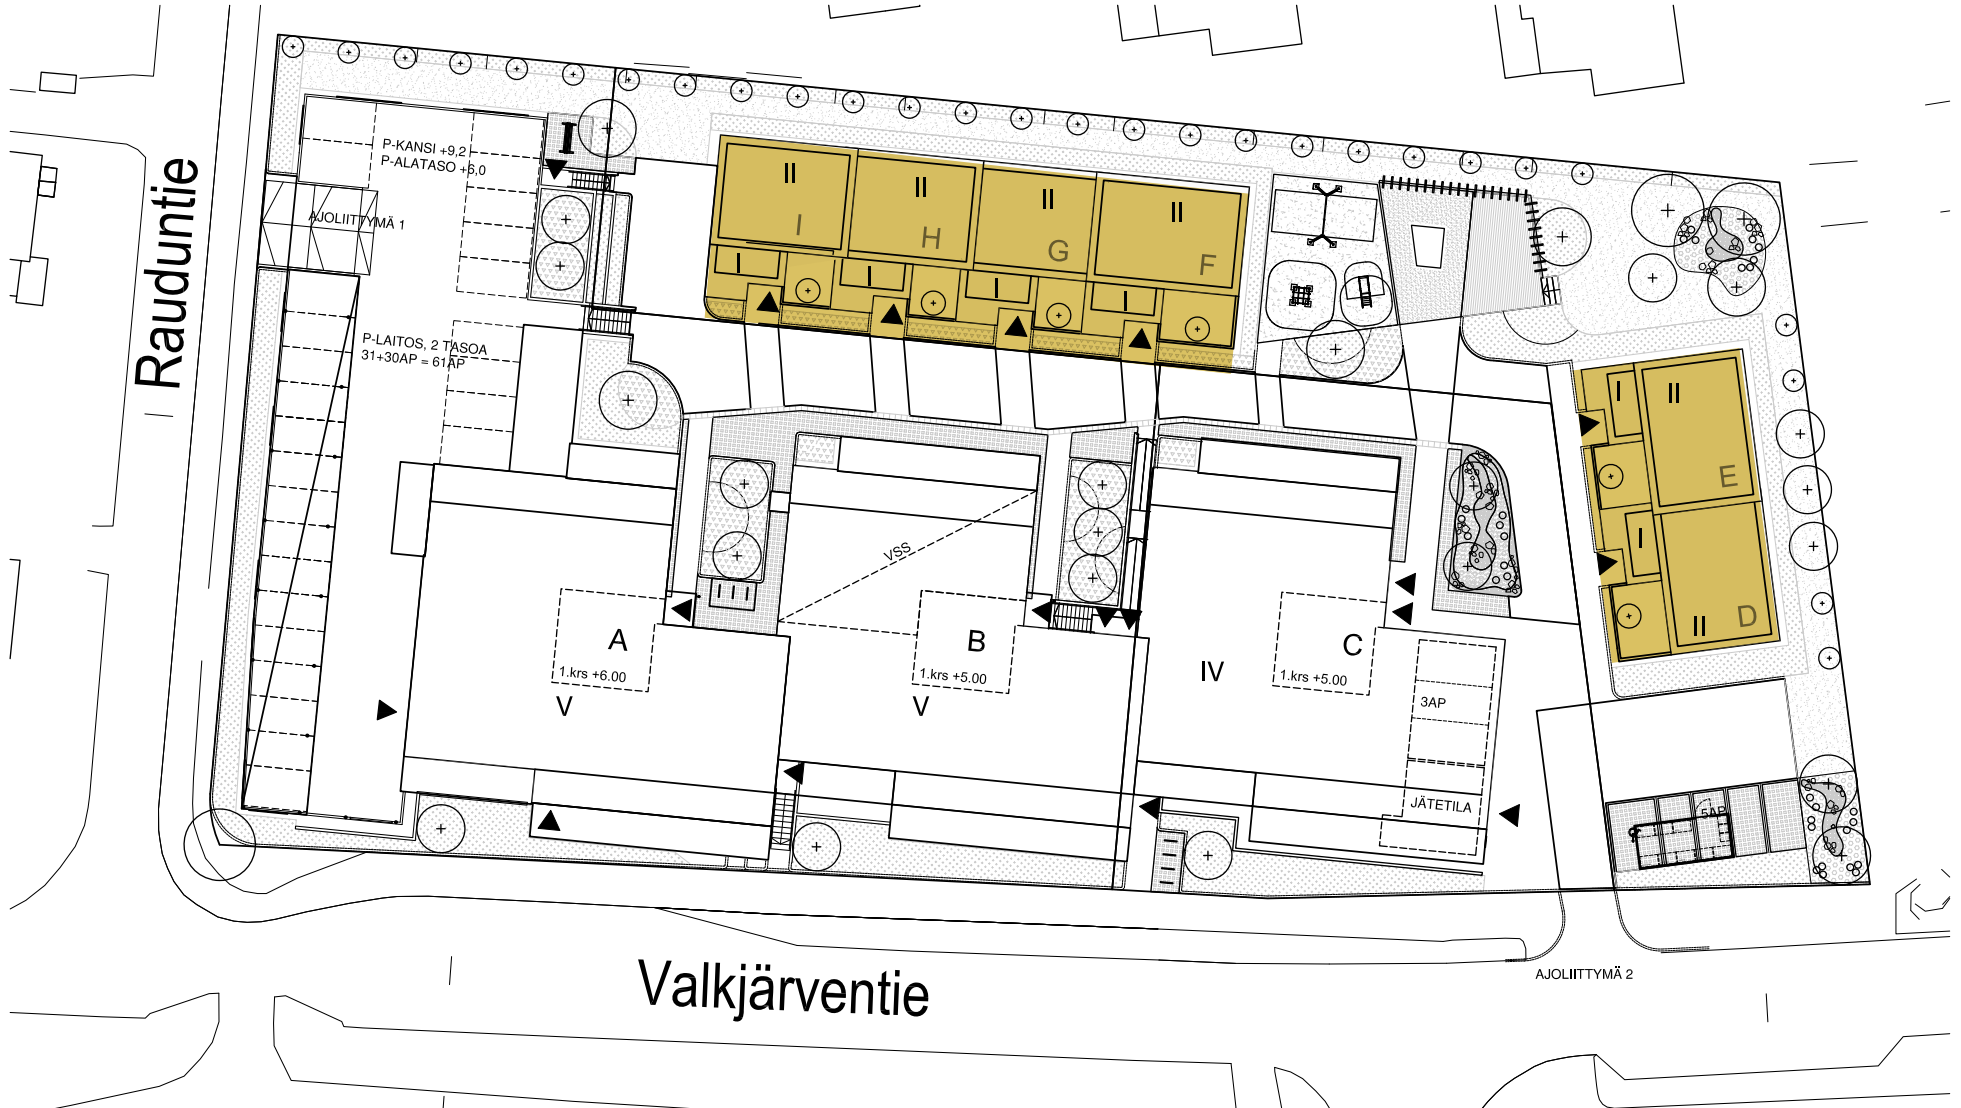 P-KANSI +9,2
P-ALATASO +6,0
I
AJOLIITTYMÄ 1
Rauduntie
P-LAITOS, 2 TASOA
31+30AP = 61AP
II
II
II
II
I
H
G
F
I
I
I
I
I
II
E
I
II
D
VSS
A
1.krs +6.00
V
B
1.krs +5.00
V
IV
C
1.krs +5.00
3AP
JÄTETILA
5AP
Valkjärventie
AJOLIITTYMÄ 2